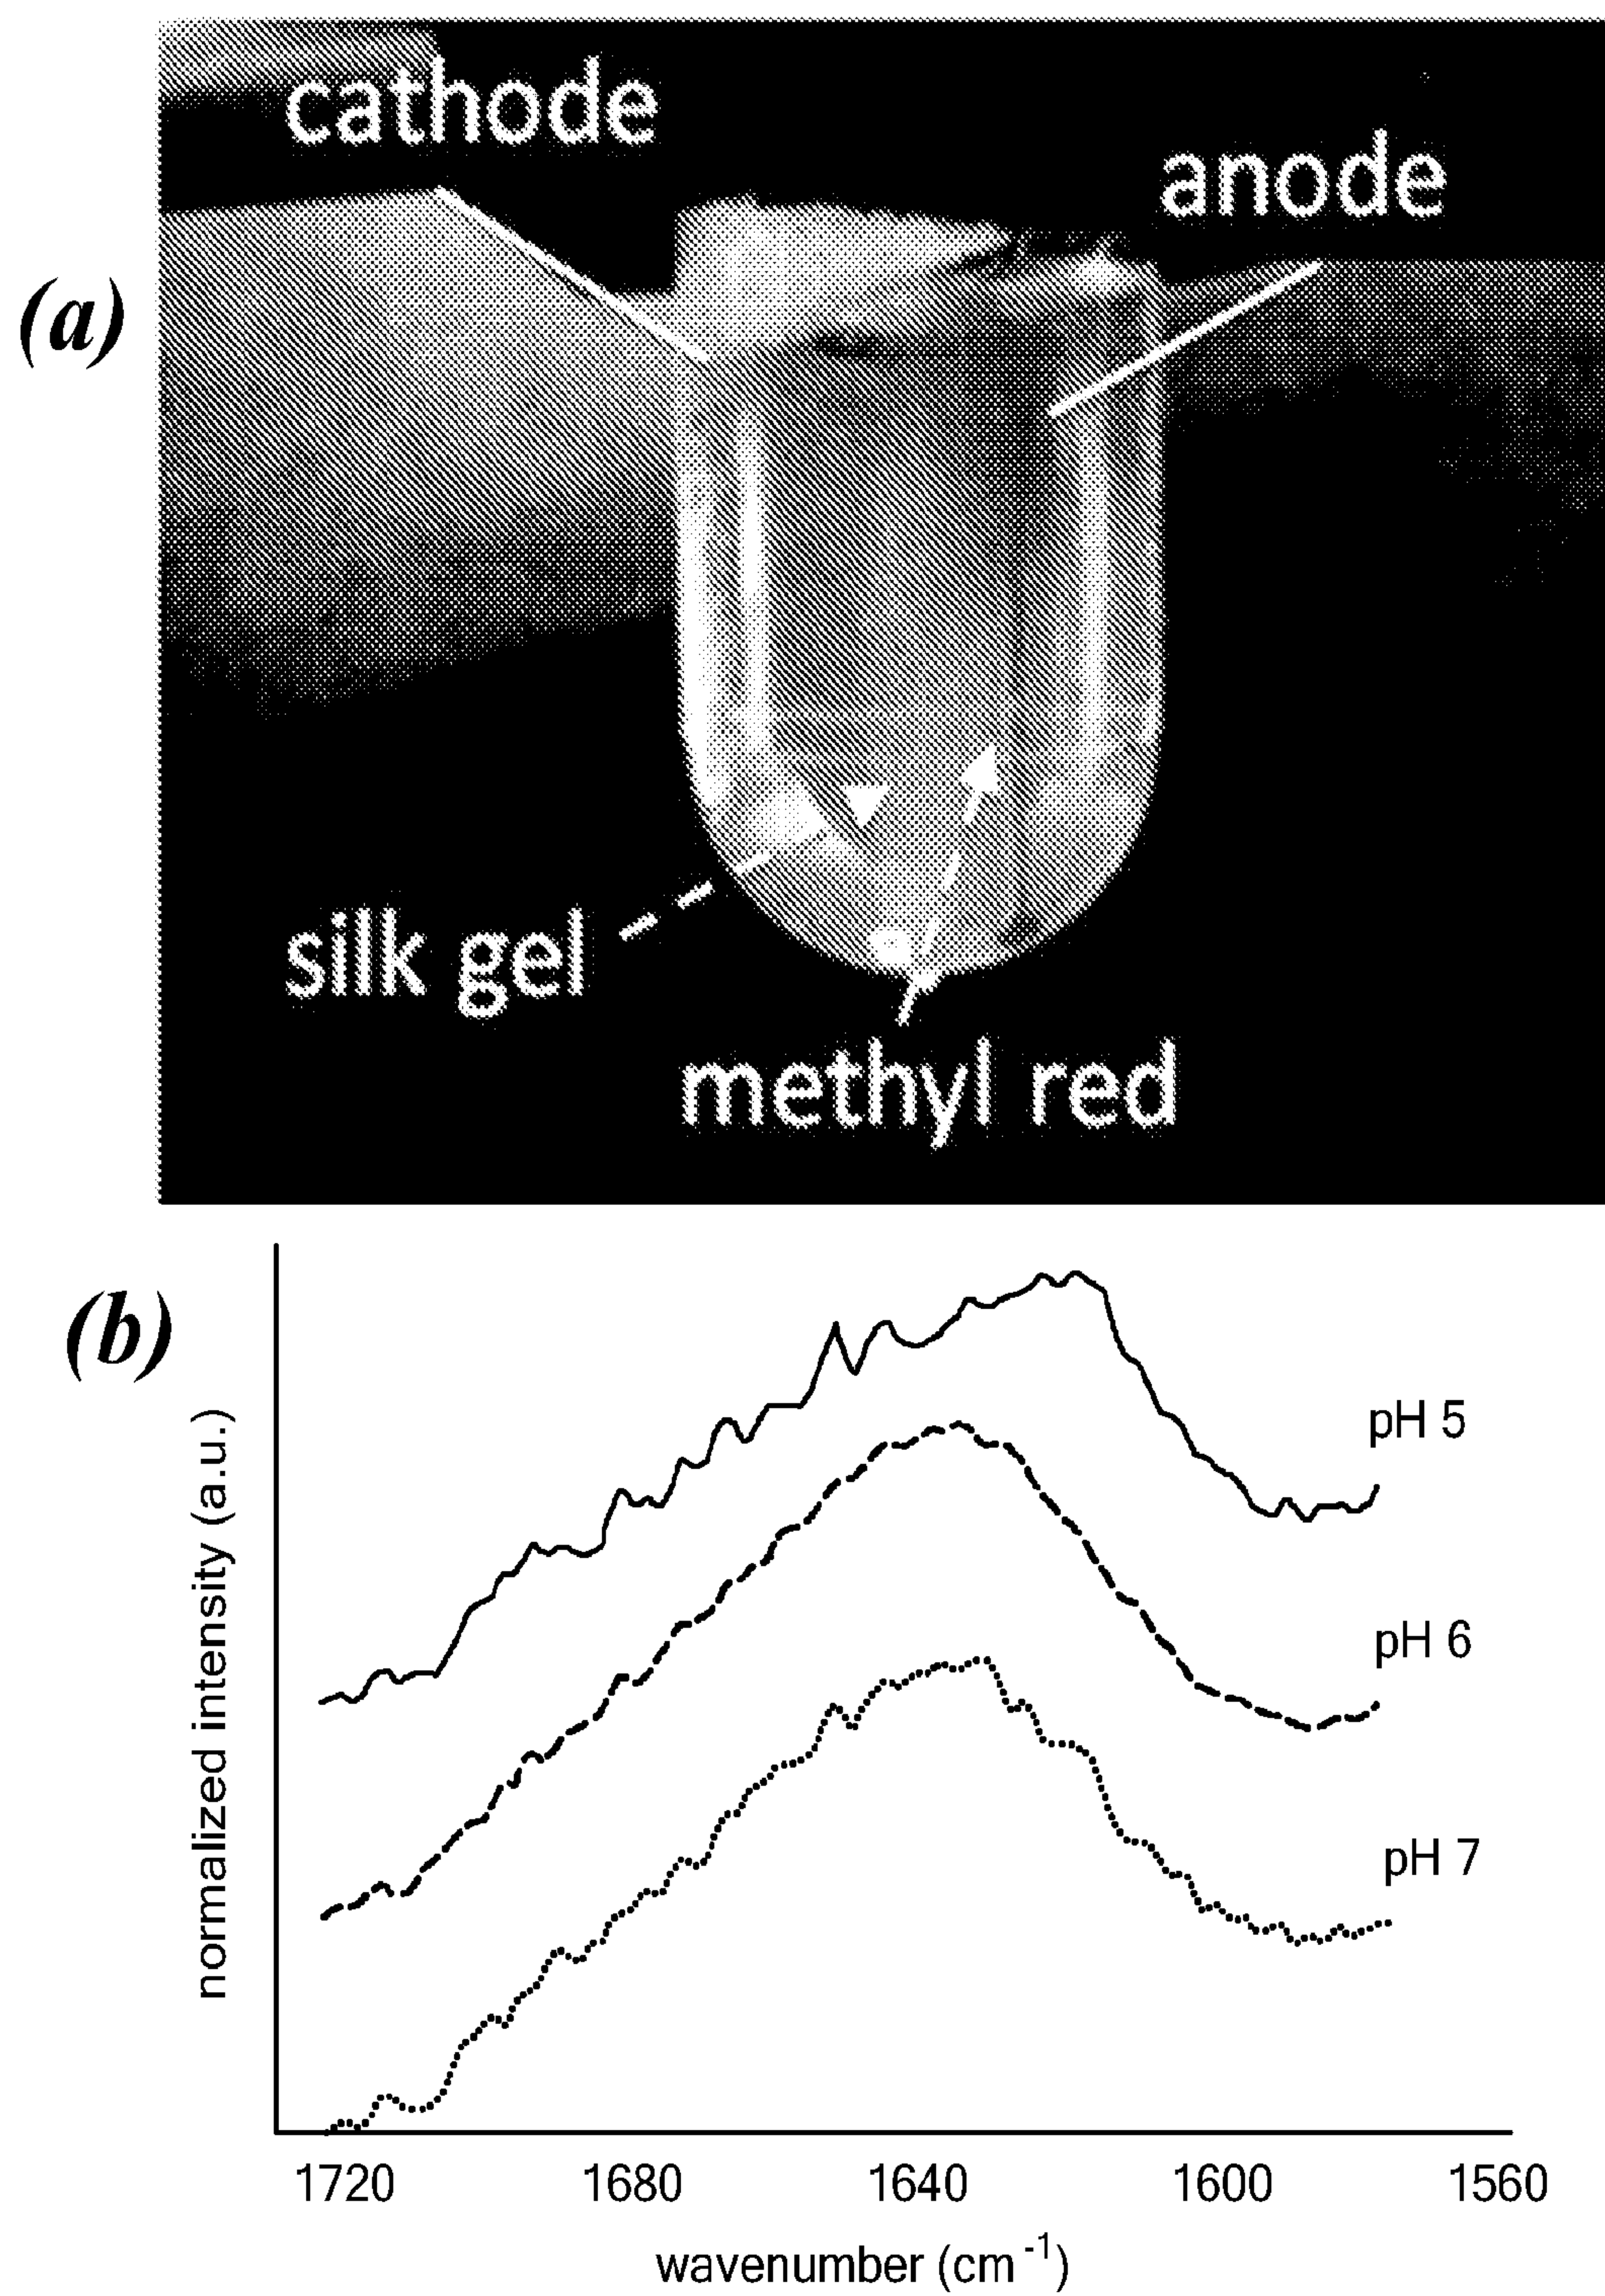 (a)
cathode
anode
silk gel
methyl red
(b)
normalized intensity (a.u.)
pH 5
pH 6
pH 7
1720 1680 1640 1600 1560
wavenumber (cm -1)